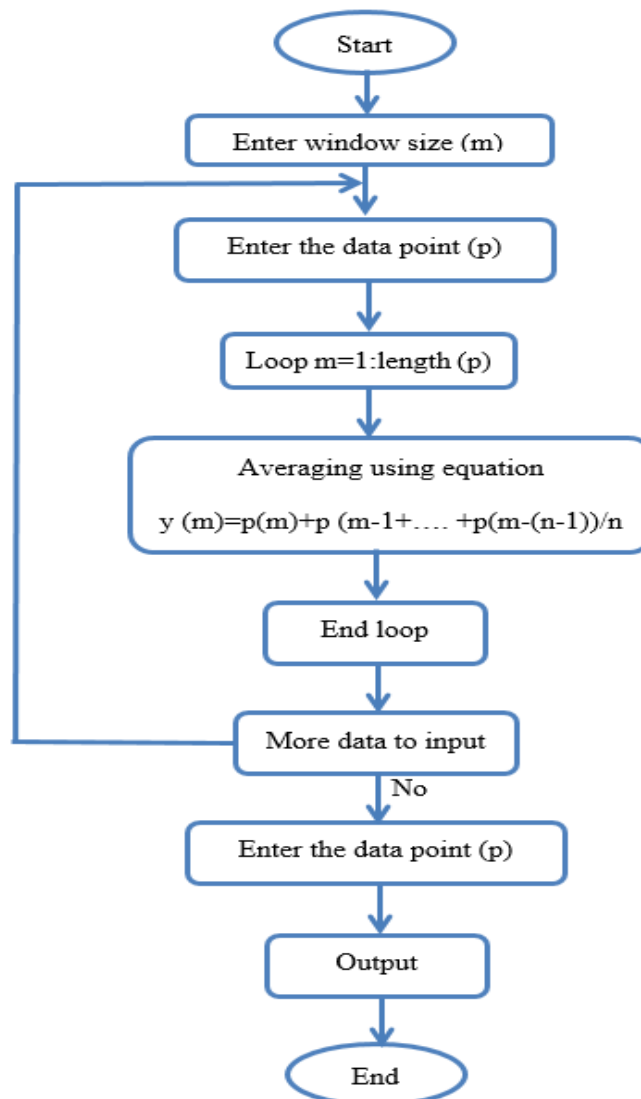 Start
Enter window size (m)
Enter the data point (p)
Loop m=1:length (p)
Averaging using equation
y (m)=p(m)+p (m-1+.... +p(m-(n-1))/n
End loop
More data to input
No
Enter the data point (p)
Output
End